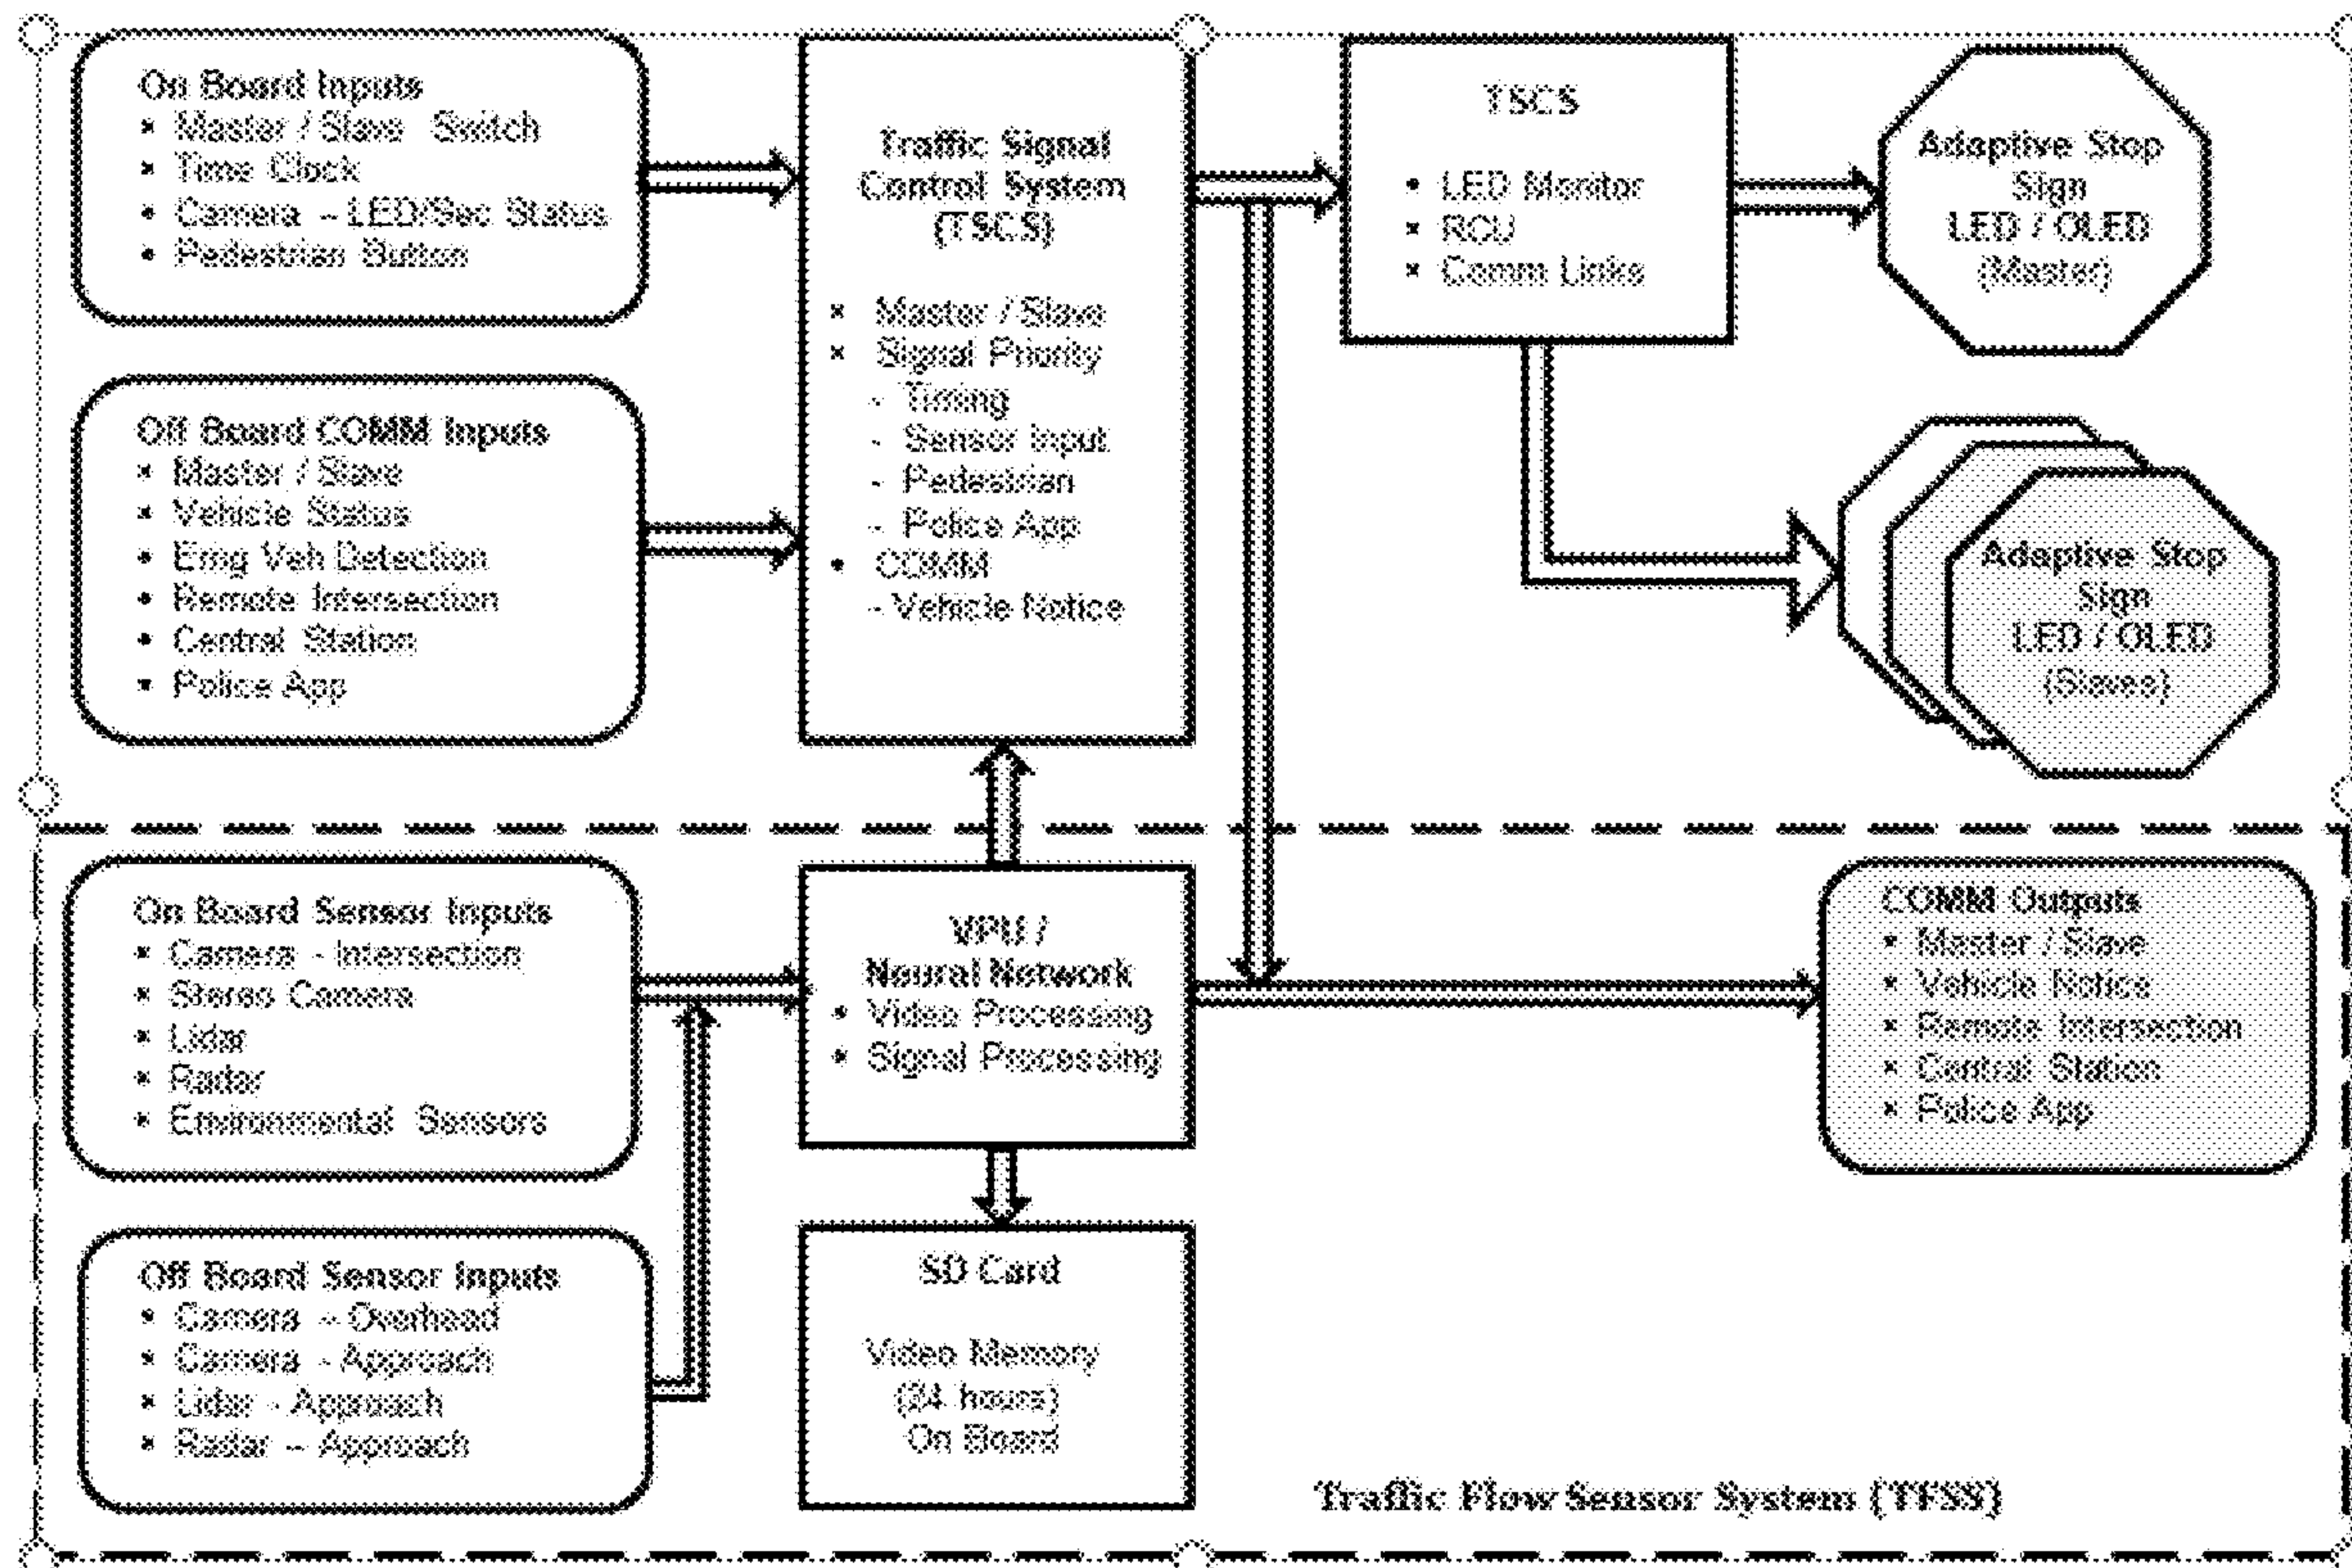 On Board Inputs
Master / Slave Switch
Time Clock
Camera – LED/Sec Status
Pedestrian Button
Off Board COMM Inputs
Master / Slave
Vehicle Status
Emg Veh Detection
Remote Intersection
Central Station
Police App
Traffic Signal
Control System
(TSCS)
Master / Slave
Signal Priority
- Timing
- Sensor Input
- Pedestrian
- Police App
COMM
- Vehicle Notice
TSCS
LED Monitor
RCU
Comm Links
Adaptive Stop
Sign
LED / OLED
(Master)
Adaptive Stop
Sign
LED / OLED
(Slaves)
On Board Sensor Inputs
Camera - Intersection
Stereo Camera
Lidar
Radar
Environmental Sensors
Off Board Sensor Inputs
Camera – Overhead
Camera - Approach
Lidar - Approach
Radar – Approach
VPU /
Neural Network
Video Processing
Signal Processing
SD Card
Video Memory
(24 hours)
On Board
COMM Outputs
Master / Slave
Vehicle Notice
Remote Intersection
Central Station
Police App
Traffic Flow Sensor System (TFSS)